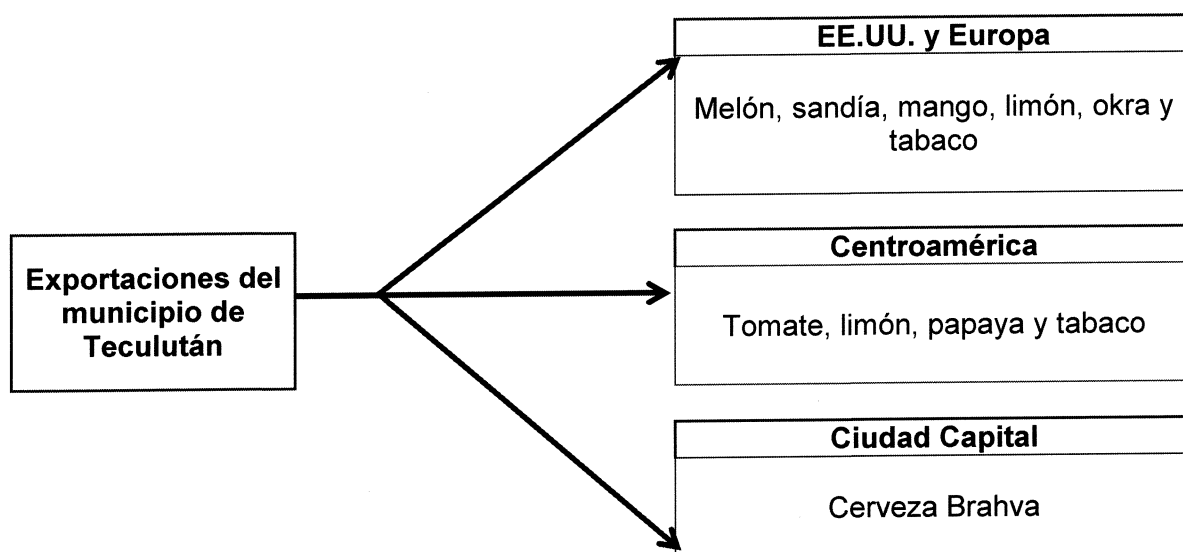 EE.UU. y Europa
Melón, sandía, mango, limón, okra y
tabaco
Exportaciones del
municipio de
Teculután
Centroamérica
Tomate, limón, papaya y tabaco
Ciudad Capital
Cerveza Brahva